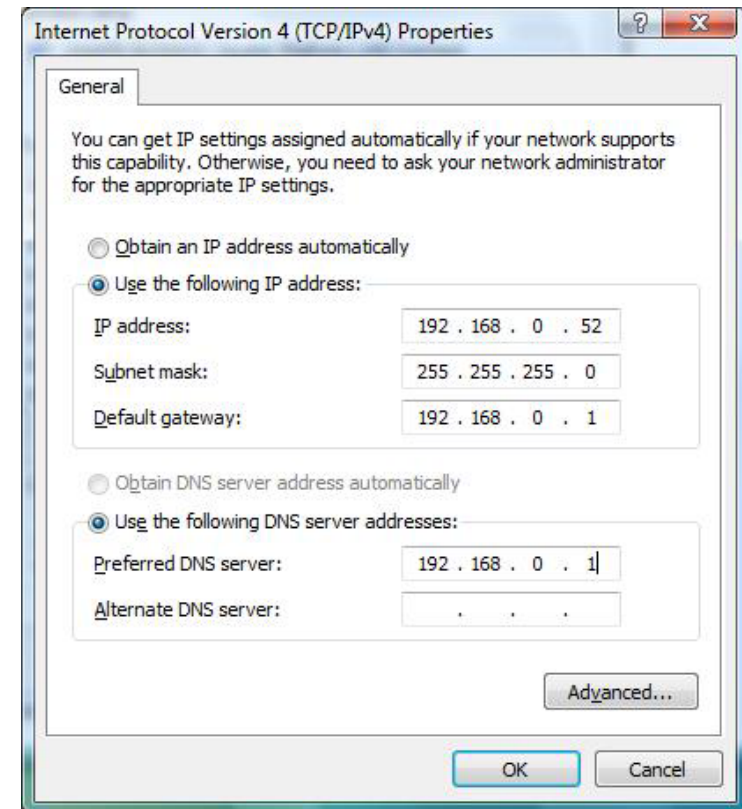 Internet Protocol Version 4 (TCP/IPv4) Properties
General
You can get IP settings assigned automatically if your network supports
this capability. Otherwise, you need to ask your network administrator
for the appropriate IP settings.
Obtain an IP address automatically
Use the following IP address:
IP address: 192 . 168 . 0 . 52
Subnet mask: 255 . 255 . 255 . 0
Default gateway: 192 . 168 . 0 . 1
Obtain DNS server address automatically
Use the following DNS server addresses:
Preferred DNS server: 192 . 168 . 0 . 1
Alternate DNS server: . . .
Advanced...
OK Cancel